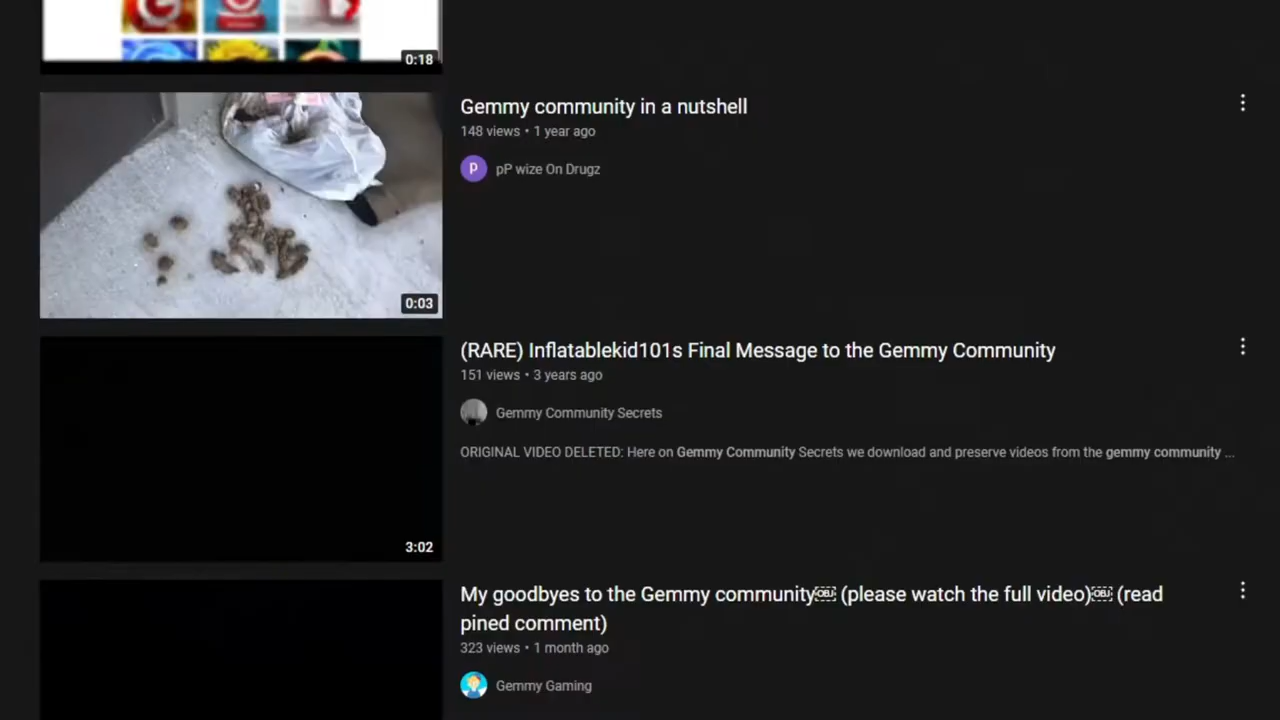 0:18
Gemmy community in a nutshell
148 views • 1 year ago
P pP wize On Drugz
0:03
(RARE) Inflatablekid101s Final Message to the Gemmy Community
151 views • 3 years ago
Gemmy Community Secrets
ORIGINAL VIDEO DELETED: Here on Gemmy Community Secrets we download and preserve videos from the gemmy community ...
3:02
My goodbyes to the Gemmy community￼ (please watch the full video)￼ (read
pined comment)
323 views • 1 month ago
Gemmy Gaming